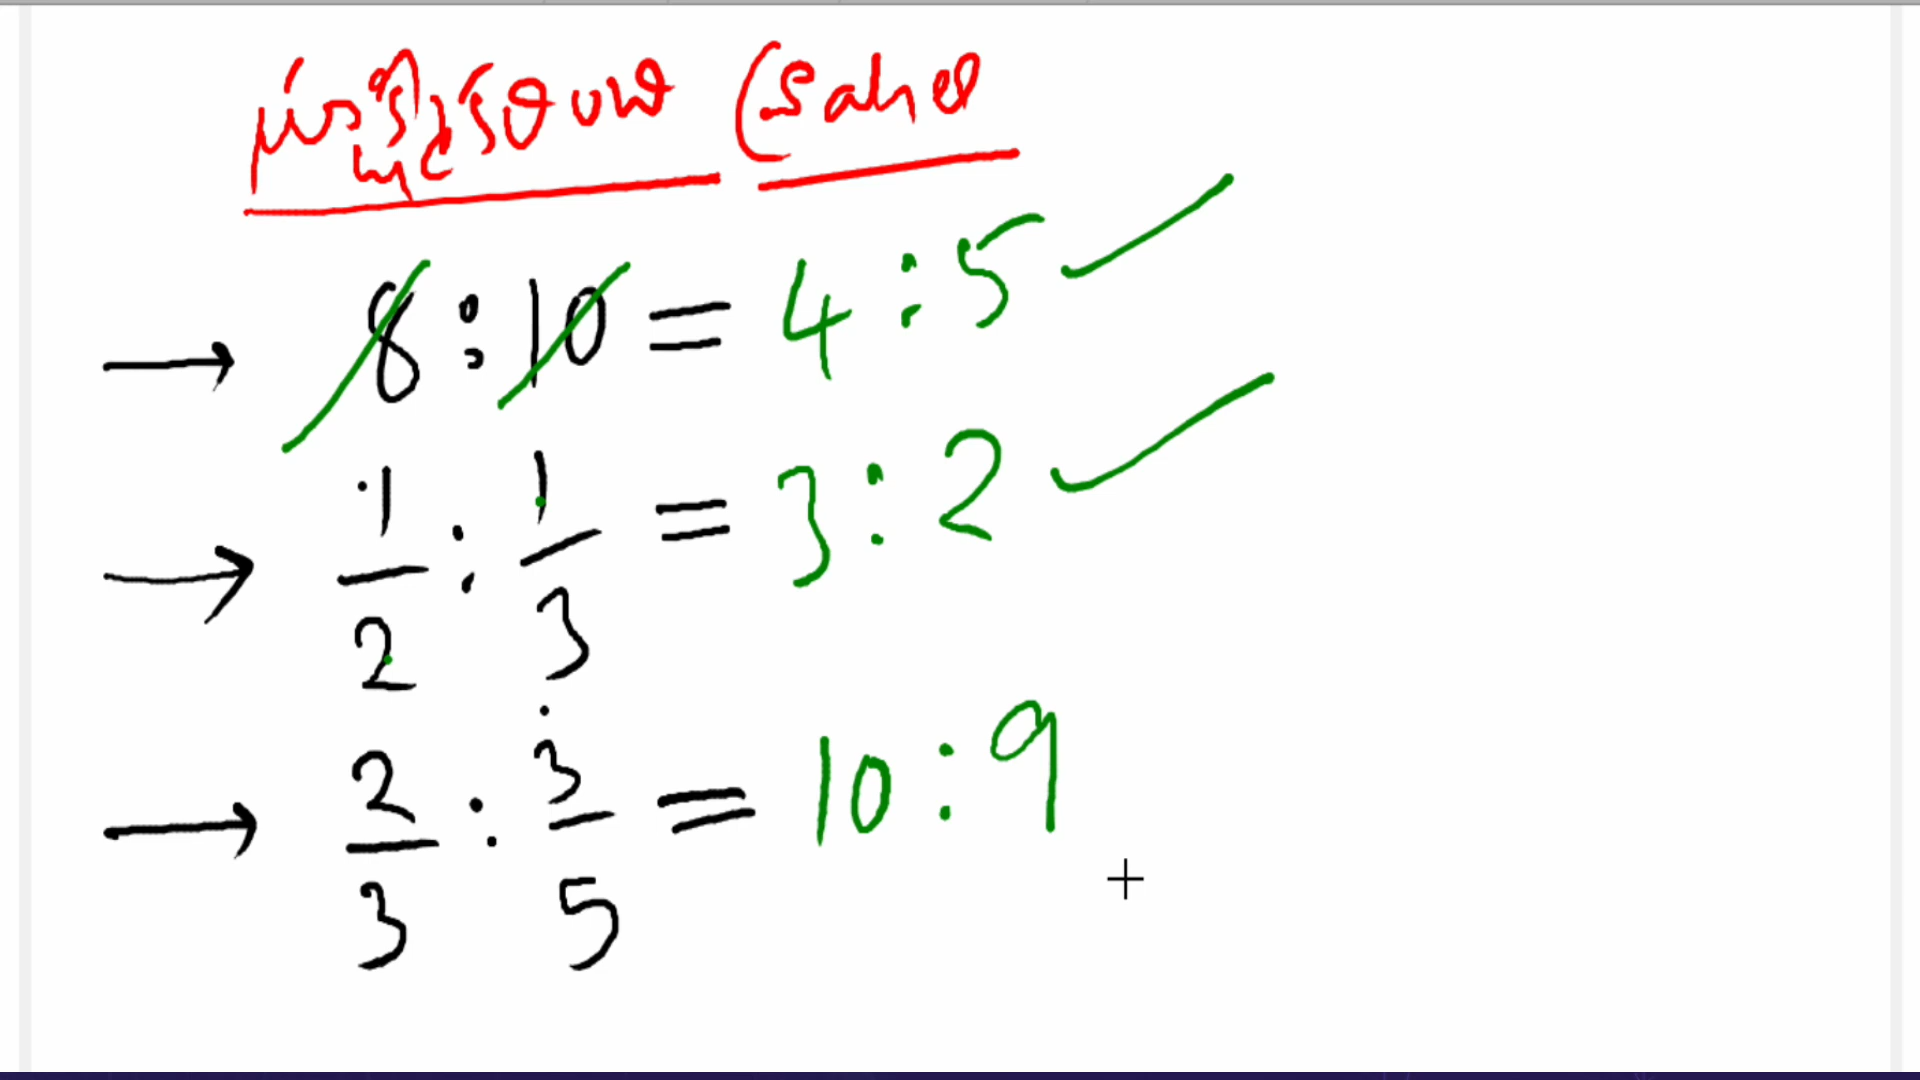 8 : 10 = 4 : 5
1/2 : 1/3 = 3 : 2
2/3 : 3/5 = 10 : 9